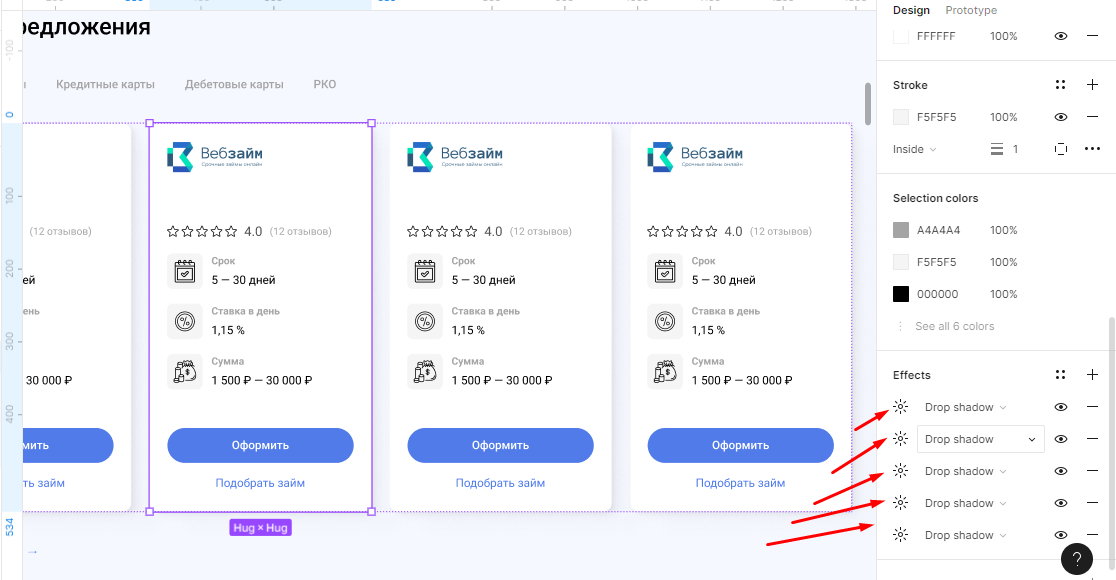 Design Prototype
FFFFFF 100%
едложения
Кредитные карты Дебетовые карты РКО
Stroke
F5F5F5 100%
Inside 1
Selection colors
A4A4A4 100%
F5F5F5 100%
000000 100%
See all 6 colors
Effects
Drop shadow
Drop shadow
Drop shadow
Drop shadow
Drop shadow
?
-100
0
100
200
300
400
534
(12 отзывов)
ей
ень
30 000 ₽
мить
ть займ
Вебзайм
Срочные займы онлайн
4.0 (12 отзывов)
Срок
5 — 30 дней
Ставка в день
1,15 %
Сумма
1 500 ₽ — 30 000 ₽
Оформить
Подобрать займ
Hug × Hug
Вебзайм
Срочные займы онлайн
4.0 (12 отзывов)
Срок
5 — 30 дней
Ставка в день
1,15 %
Сумма
1 500 ₽ — 30 000 ₽
Оформить
Подобрать займ
Вебзайм
Срочные займы онлайн
4.0 (12 отзывов)
Срок
5 — 30 дней
Ставка в день
1,15 %
Сумма
1 500 ₽ — 30 000 ₽
Оформить
Подобрать займ